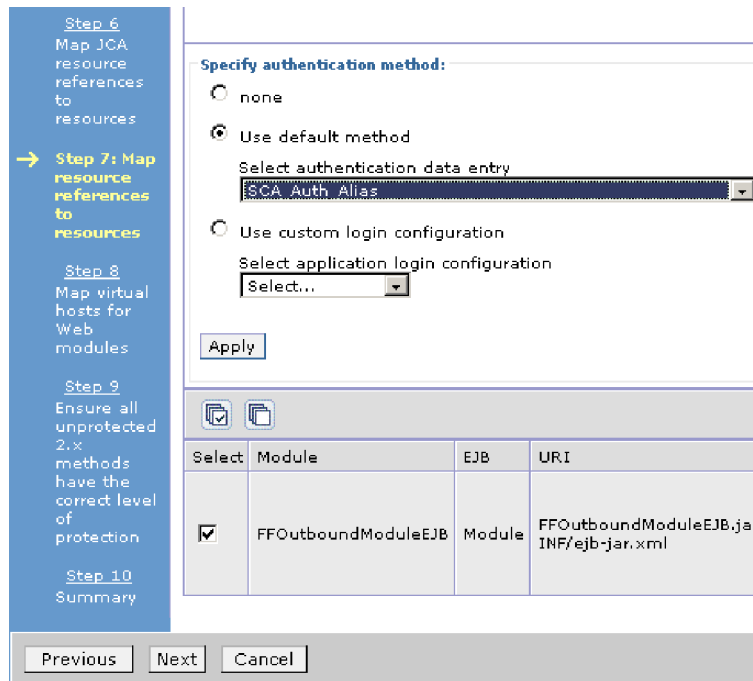 Step 6
Map JCA
resource
references
to
resources
Step 7: Map
resource
references
to
resources
Step 8
Map virtual
hosts for
Web
modules
Step 9
Ensure all
unprotected
2.x
methods
have the
correct level
of
protection
Step 10
Summary
Specify authentication method:
none
Use default method
Select authentication data entry
SCA_Auth_Alias
Use custom login configuration
Select application login configuration
Select...
Apply
Select Module EJB URI
FFOutboundModuleEJB Module FFOutboundModuleEJB.ja
INF/ejb-jar.xml
Previous Next Cancel